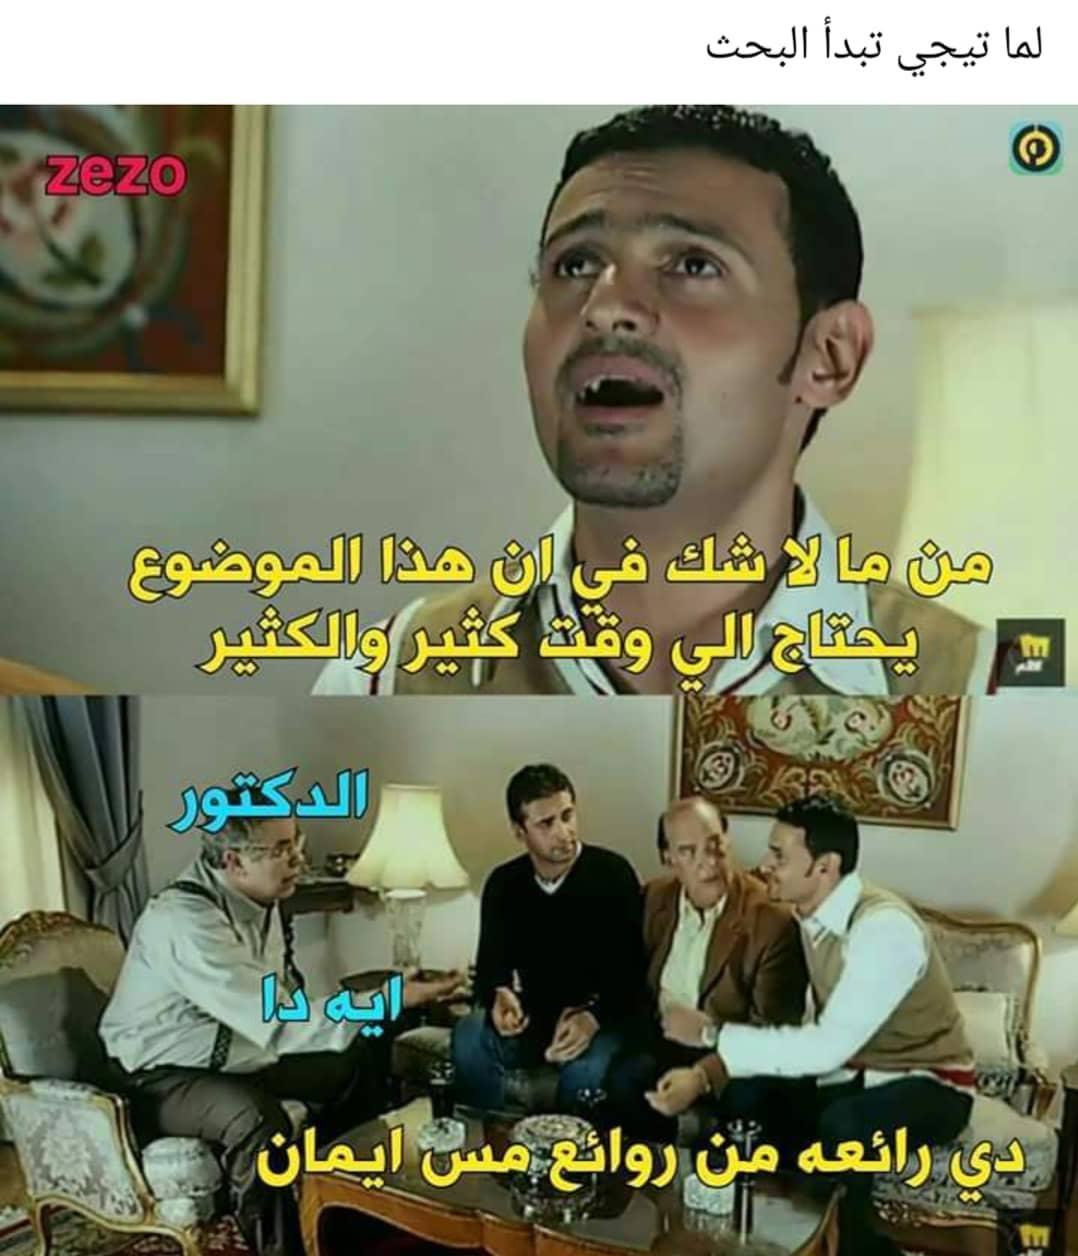 لما تيجي تبدأ البحث
zezo
من ما لا شك في ان هذا الموضوع
يحتاج الي وقت كثير والكثير
الدكتور
ايه دا
دي رائعه من روائع مس ايمان